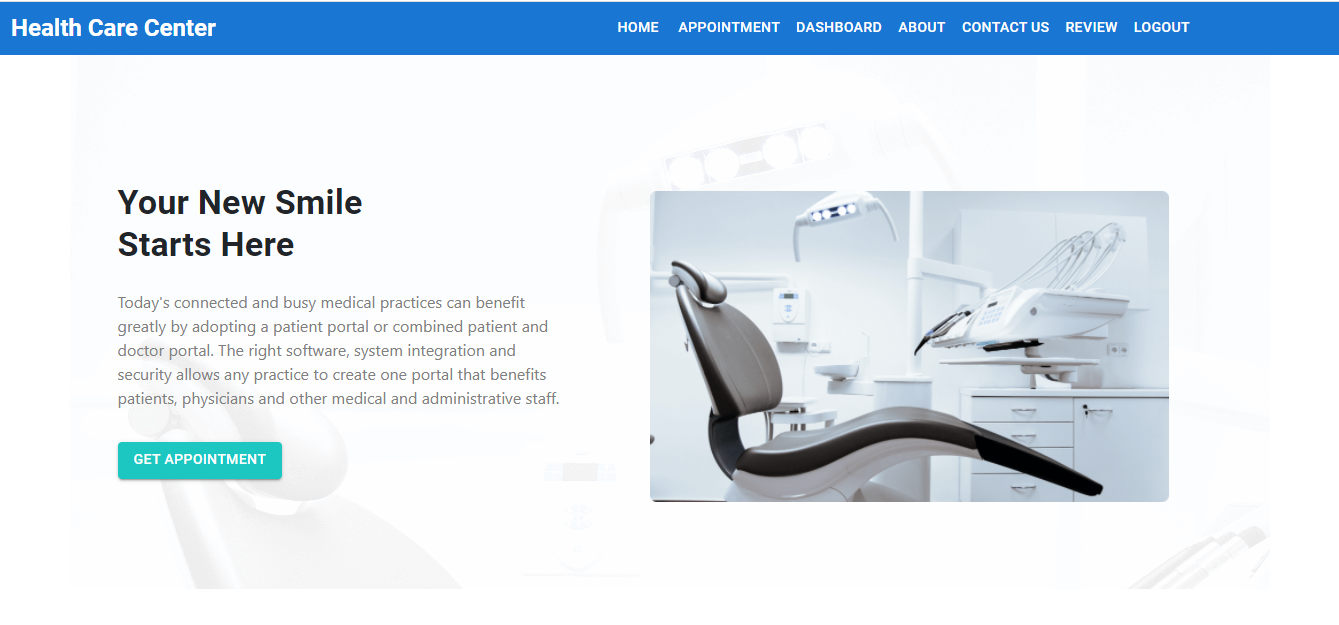 Health Care Center
HOME APPOINTMENT DASHBOARD ABOUT CONTACT US REVIEW LOGOUT
Your New Smile
Starts Here
Today's connected and busy medical practices can benefit
greatly by adopting a patient portal or combined patient and
doctor portal. The right software, system integration and
security allows any practice to create one portal that benefits
patients, physicians and other medical and administrative staff.
GET APPOINTMENT